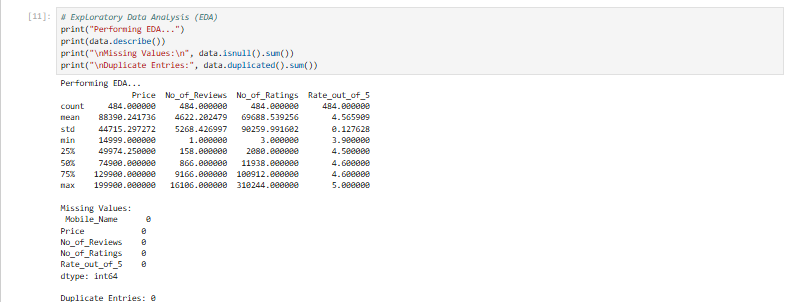 [11]: # Exploratory Data Analysis (EDA)
print("Performing EDA...")
print(data.describe())
print("\nMissing Values:\n", data.isnull().sum())
print("\nDuplicate Entries:", data.duplicated().sum())
Performing EDA...
Price No_of_Reviews No_of_Ratings Rate_out_of_5
count 484.000000 484.000000 484.000000 484.000000
mean 88390.241736 4622.202479 69688.539256 4.565909
std 44715.297272 5268.426997 90259.991602 0.127628
min 14999.000000 1.000000 3.000000 3.900000
25% 49974.250000 158.000000 2080.000000 4.500000
50% 74900.000000 866.000000 11938.000000 4.600000
75% 129900.000000 9166.000000 100912.000000 4.600000
max 199900.000000 16106.000000 310244.000000 5.000000
Missing Values:
Mobile_Name 0
Price 0
No_of_Reviews 0
No_of_Ratings 0
Rate_out_of_5 0
dtype: int64
Duplicate Entries: 0